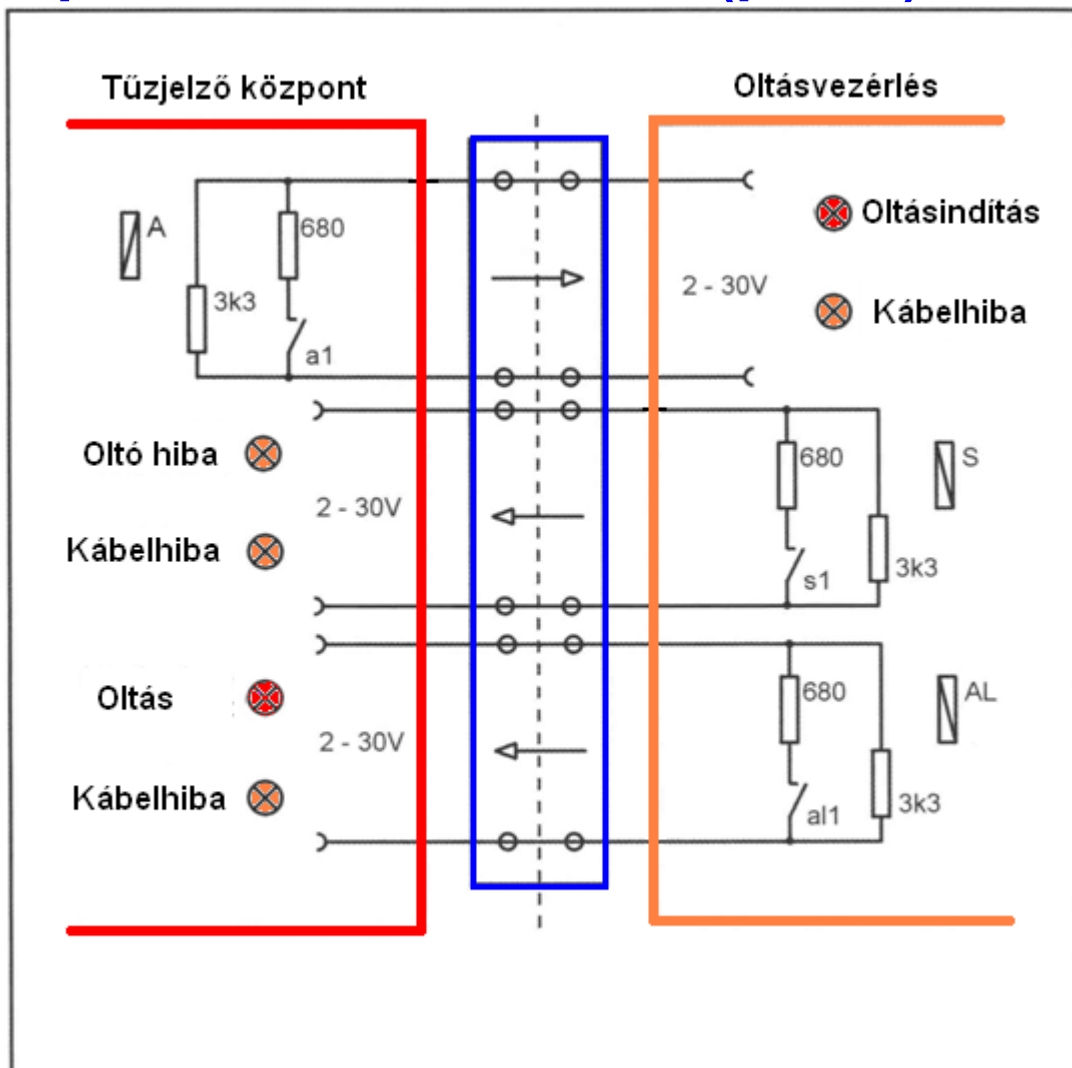 Tűzjelző központ
Oltásvezérlés
A
680
3k3
a1
2 - 30V
Oltásindítás
Kábelhiba
Oltó hiba
Kábelhiba
2 - 30V
680
S
s1
3k3
Oltás
Kábelhiba
2 - 30V
680
AL
al1
3k3